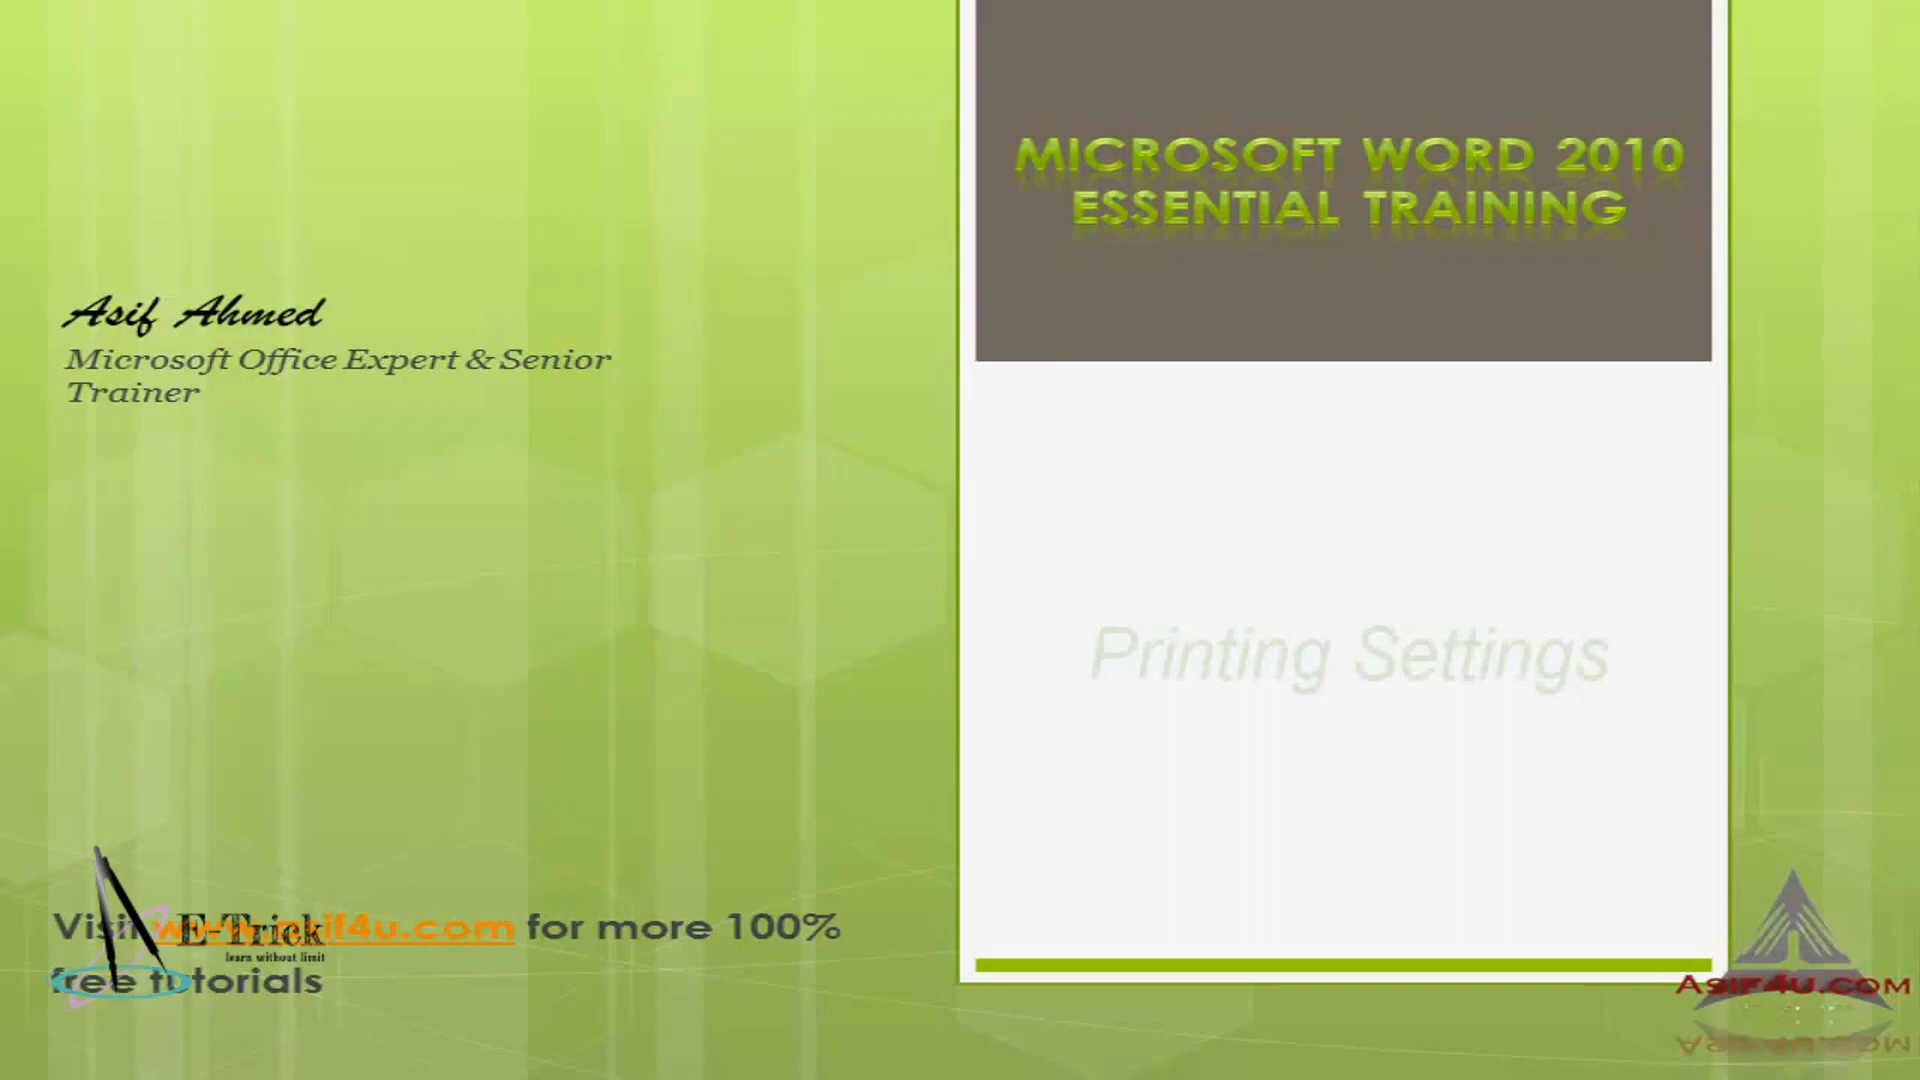 MICROSOFT WORD 2010
ESSENTIAL TRAINING
Asif Ahmed
Microsoft Office Expert & Senior
Trainer
Printing Settings
Visit www.asif4u.com for more 100%
free tutorials
E-Trick
learn without limit
ASIF4U.COM